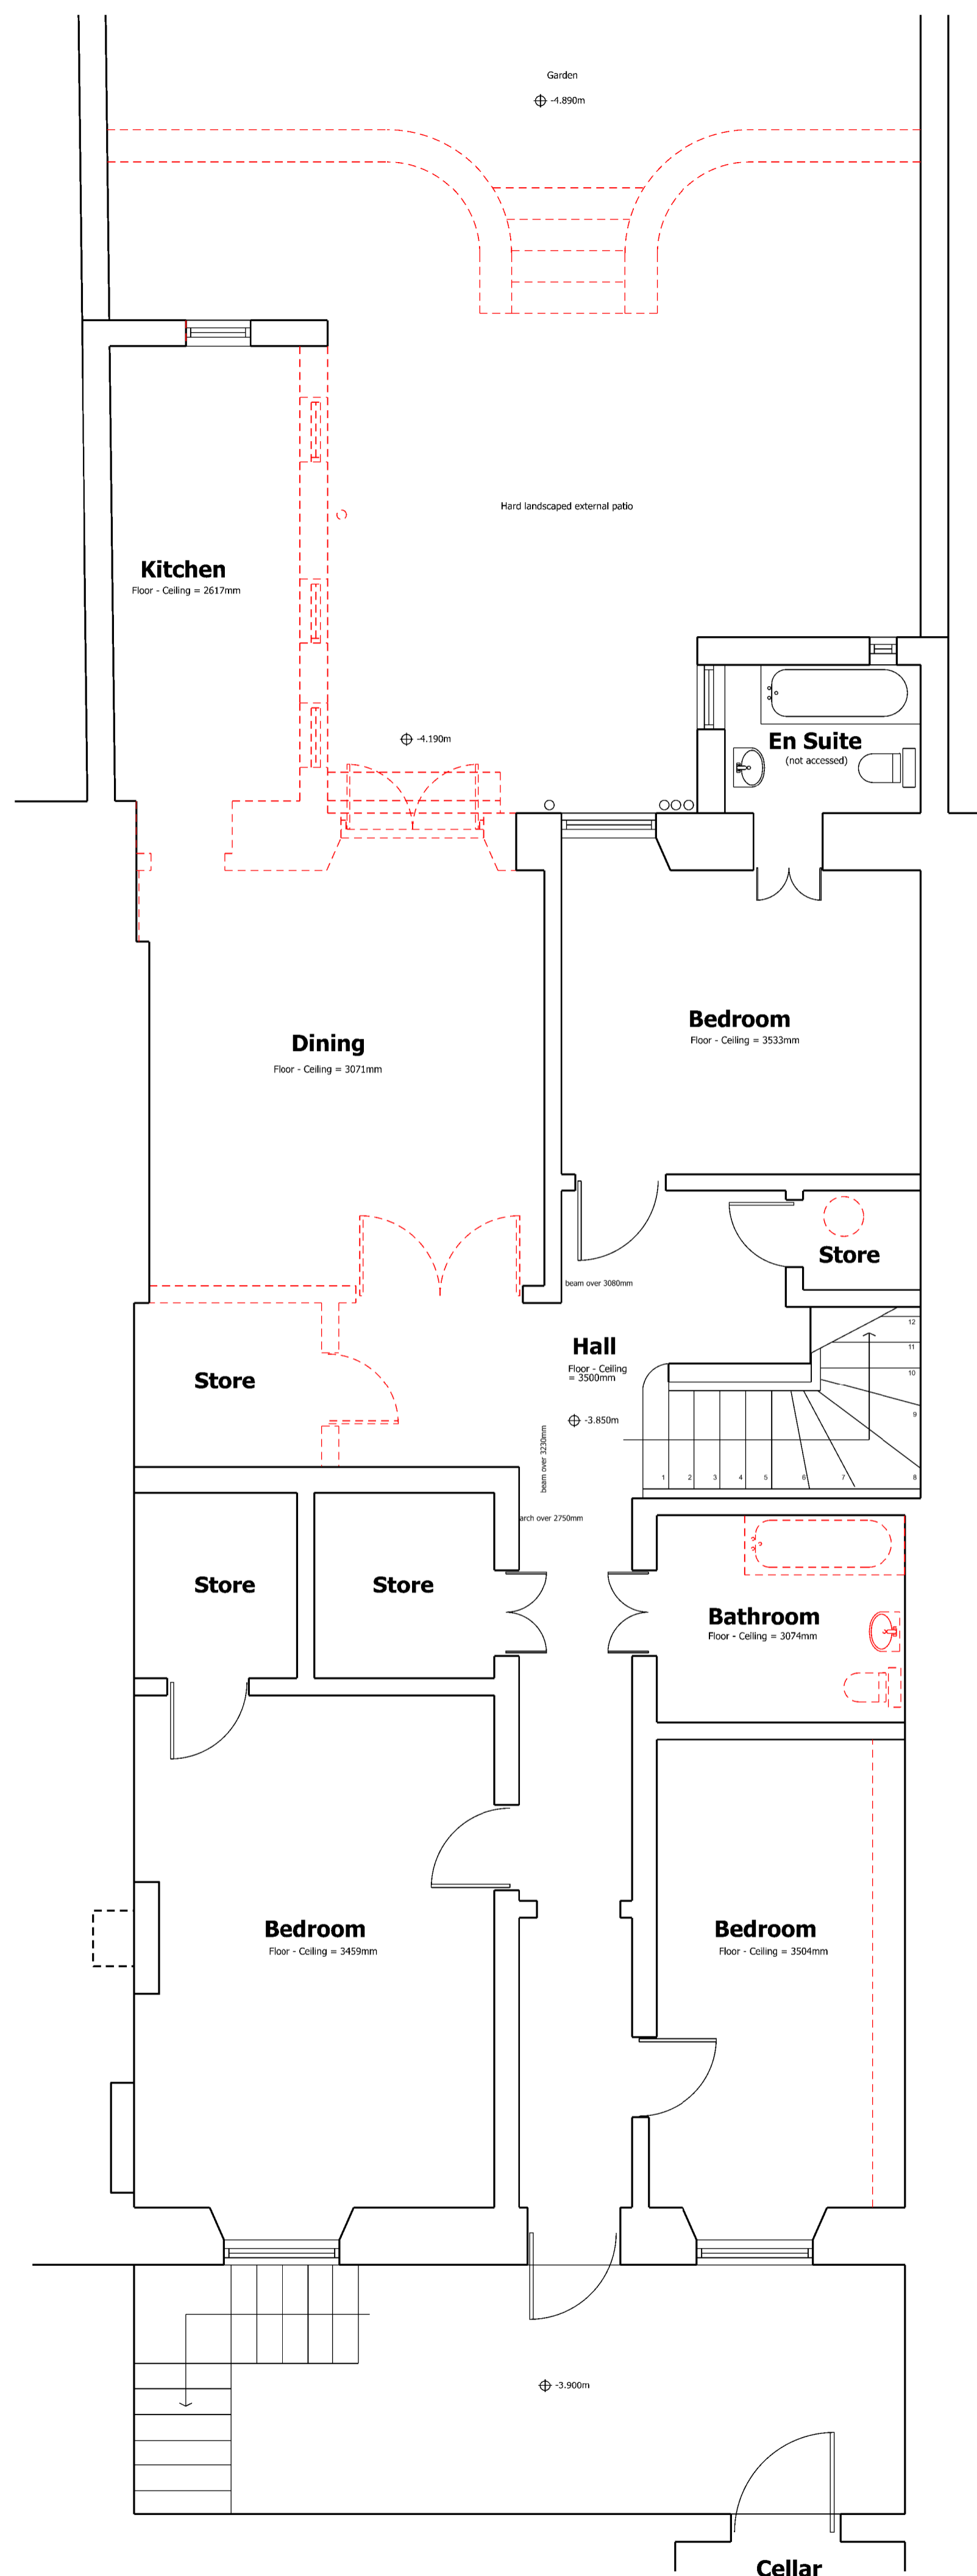 Garden
-4.890m
Hard landscaped external patio
Kitchen
Floor - Ceiling = 2617mm
-4.190m
En Suite
(not accessed)
Bedroom
Floor - Ceiling = 3533mm
Dining
Floor - Ceiling = 3071mm
Store
beam over 3080mm
Hall
Floor - Ceiling
= 3500mm
-3.850m
12
11
10
9
8
7
6
5
4
3
2
1
Store
beam over 3230mm
arch over 2750mm
Store
Store
Bathroom
Floor - Ceiling = 3074mm
Bedroom
Floor - Ceiling = 3459mm
Bedroom
Floor - Ceiling = 3504mm
-3.900m
Cellar